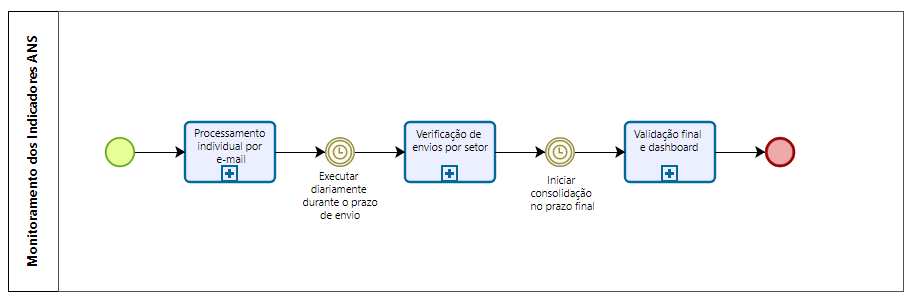 Monitoramento dos Indicadores ANS
Processamento
individual por
e-mail
Executar
diariamente
durante o prazo
de envio
Verificação de
envios por setor
Iniciar
consolidação
no prazo final
Validação final
e dashboard